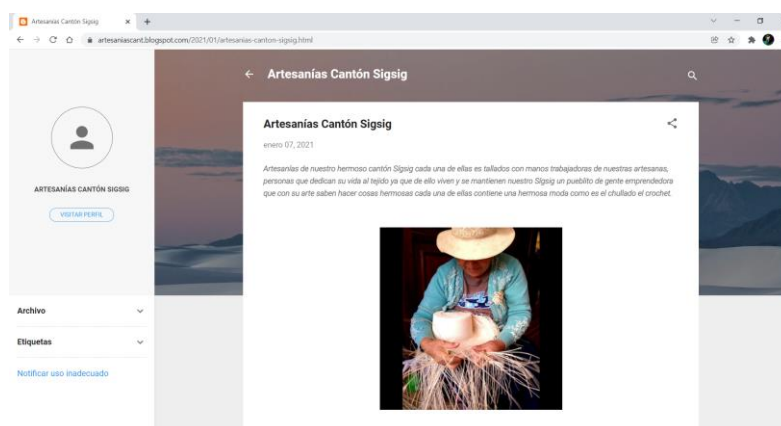 Artesanías Cantón Sigsig
artesaniascant.blogspot.com/2021/01/artesanias-canton-sigsig.html
Artesanías Cantón Sigsig
ARTESANÍAS CANTÓN SIGSIG
VISITAR PERFIL
Archivo
Etiquetas
Notificar uso inadecuado
Artesanías Cantón Sigsig
enero 07, 2021
Artesanías de nuestro hermoso cantón Sigsig cada una de ellas es tallados con manos trabajadoras de nuestras artesanas,
personas que dedican su vida al tejido ya que de ello viven y se mantienen nuestro Sigsig un pueblito de gente emprendedora
que con su arte saben hacer cosas hermosas cada una de ellas contiene una hermosa moda como es el chullado el crochet.